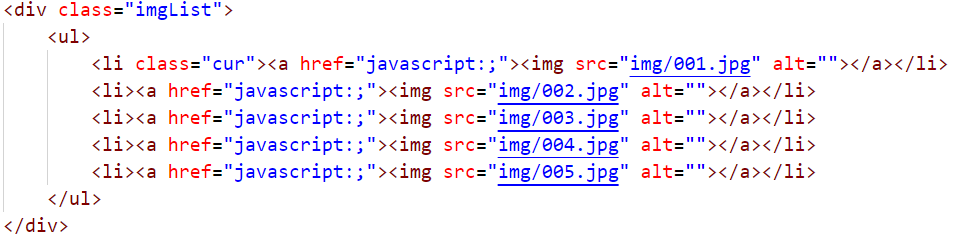 <div class="imgList">
    <ul>
        <li class="cur"><a href="javascript:;"><img src="img/001.jpg" alt=""></a></li>
        <li><a href="javascript:;"><img src="img/002.jpg" alt=""></a></li>
        <li><a href="javascript:;"><img src="img/003.jpg" alt=""></a></li>
        <li><a href="javascript:;"><img src="img/004.jpg" alt=""></a></li>
        <li><a href="javascript:;"><img src="img/005.jpg" alt=""></a></li>
    </ul>
</div>